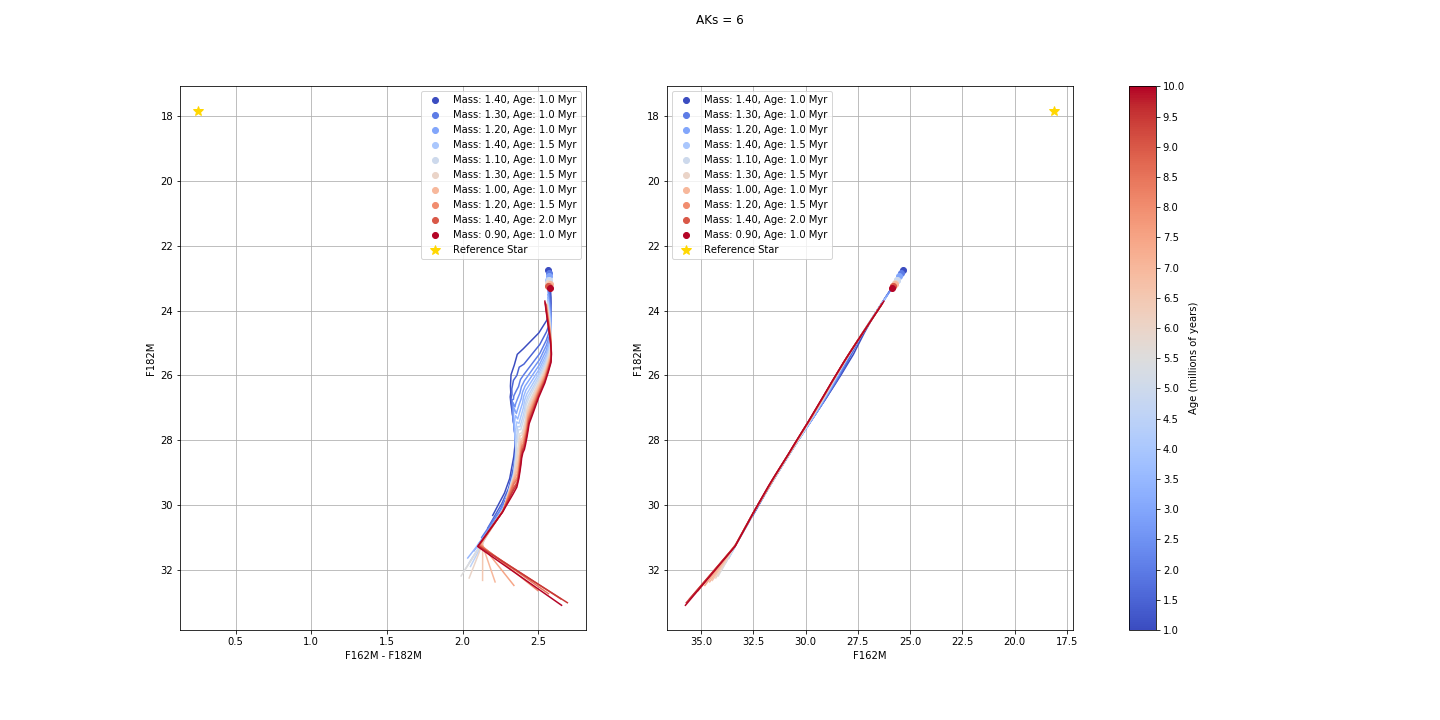 AKs = 6
18
20
22
24
26
28
30
32
F182M
0.5
1.0
1.5
2.0
2.5
F162M - F182M
Mass: 1.40, Age: 1.0 Myr
Mass: 1.30, Age: 1.0 Myr
Mass: 1.20, Age: 1.0 Myr
Mass: 1.40, Age: 1.5 Myr
Mass: 1.10, Age: 1.0 Myr
Mass: 1.30, Age: 1.5 Myr
Mass: 1.00, Age: 1.0 Myr
Mass: 1.20, Age: 1.5 Myr
Mass: 1.40, Age: 2.0 Myr
Mass: 0.90, Age: 1.0 Myr
Reference Star
18
20
22
24
26
28
30
32
F182M
35.0
32.5
30.0
27.5
25.0
22.5
20.0
17.5
F162M
Mass: 1.40, Age: 1.0 Myr
Mass: 1.30, Age: 1.0 Myr
Mass: 1.20, Age: 1.0 Myr
Mass: 1.40, Age: 1.5 Myr
Mass: 1.10, Age: 1.0 Myr
Mass: 1.30, Age: 1.5 Myr
Mass: 1.00, Age: 1.0 Myr
Mass: 1.20, Age: 1.5 Myr
Mass: 1.40, Age: 2.0 Myr
Mass: 0.90, Age: 1.0 Myr
Reference Star
10.0
9.5
9.0
8.5
8.0
7.5
7.0
6.5
6.0
5.5
5.0
4.5
4.0
3.5
3.0
2.5
2.0
1.5
1.0
Age (millions of years)